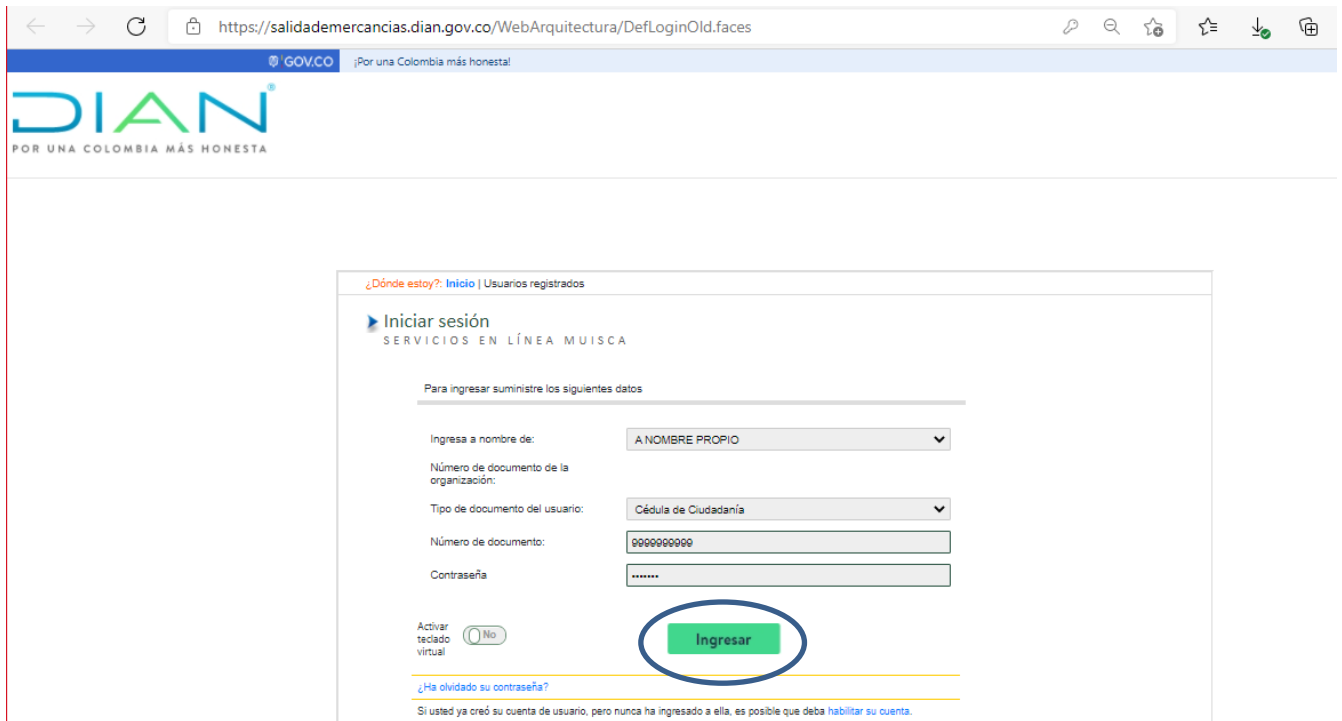 https://salidademercancias.dian.gov.co/WebArquitectura/DefLoginOld.faces
GOV.CO ¡Por una Colombia más honesta!
DIAN®
POR UNA COLOMBIA MÁS HONESTA
¿Dónde estoy?: Inicio | Usuarios registrados
Iniciar sesión
SERVICIOS EN LÍNEA MUISCA
Para ingresar suministre los siguientes datos
Ingresa a nombre de: A NOMBRE PROPIO
Número de documento de la
organización:
Tipo de documento del usuario: Cédula de Ciudadanía
Número de documento: 9999999999
Contraseña •••••••
Activar
teclado
virtual
No
Ingresar
¿Ha olvidado su contraseña?
Si usted ya creó su cuenta de usuario, pero nunca ha ingresado a ella, es posible que deba habilitar su cuenta.